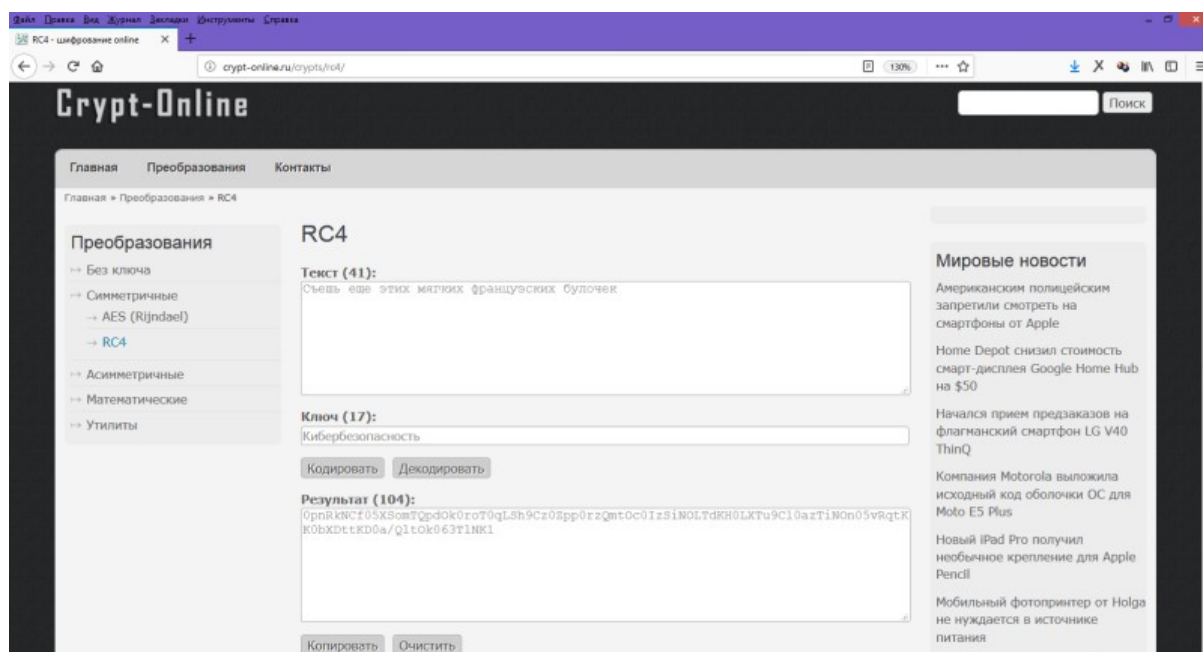 Файл Правка Вид Журнал Закладки Инструменты Справка
RC4 - шифрование online
crypt-online.ru/crypts/rc4/
130%
Crypt-Online
Поиск
Главная Преобразования Контакты
Главная » Преобразования » RC4
Преобразования
Без ключа
Симметричные
AES (Rijndael)
RC4
Асимметричные
Математические
Утилиты
RC4
Текст (41):
Съешь еще этих мягких французских булочек
Ключ (17):
Кибербезопасность
Кодировать Декодировать
Результат (104):
Копировать Очистить
Мировые новости
Американским полицейским
запретили смотреть на
смартфоны от Apple
Home Depot снизил стоимость
смарт-дисплея Google Home Hub
на $50
Начался прием предзаказов на
флагманский смартфон LG V40
ThinQ
Компания Motorola выложила
исходный код оболочки ОС для
Moto E5 Plus
Новый iPad Pro получил
необычное крепление для Apple
Pencil
Мобильный фотопринтер от Holga
не нуждается в источнике
питания